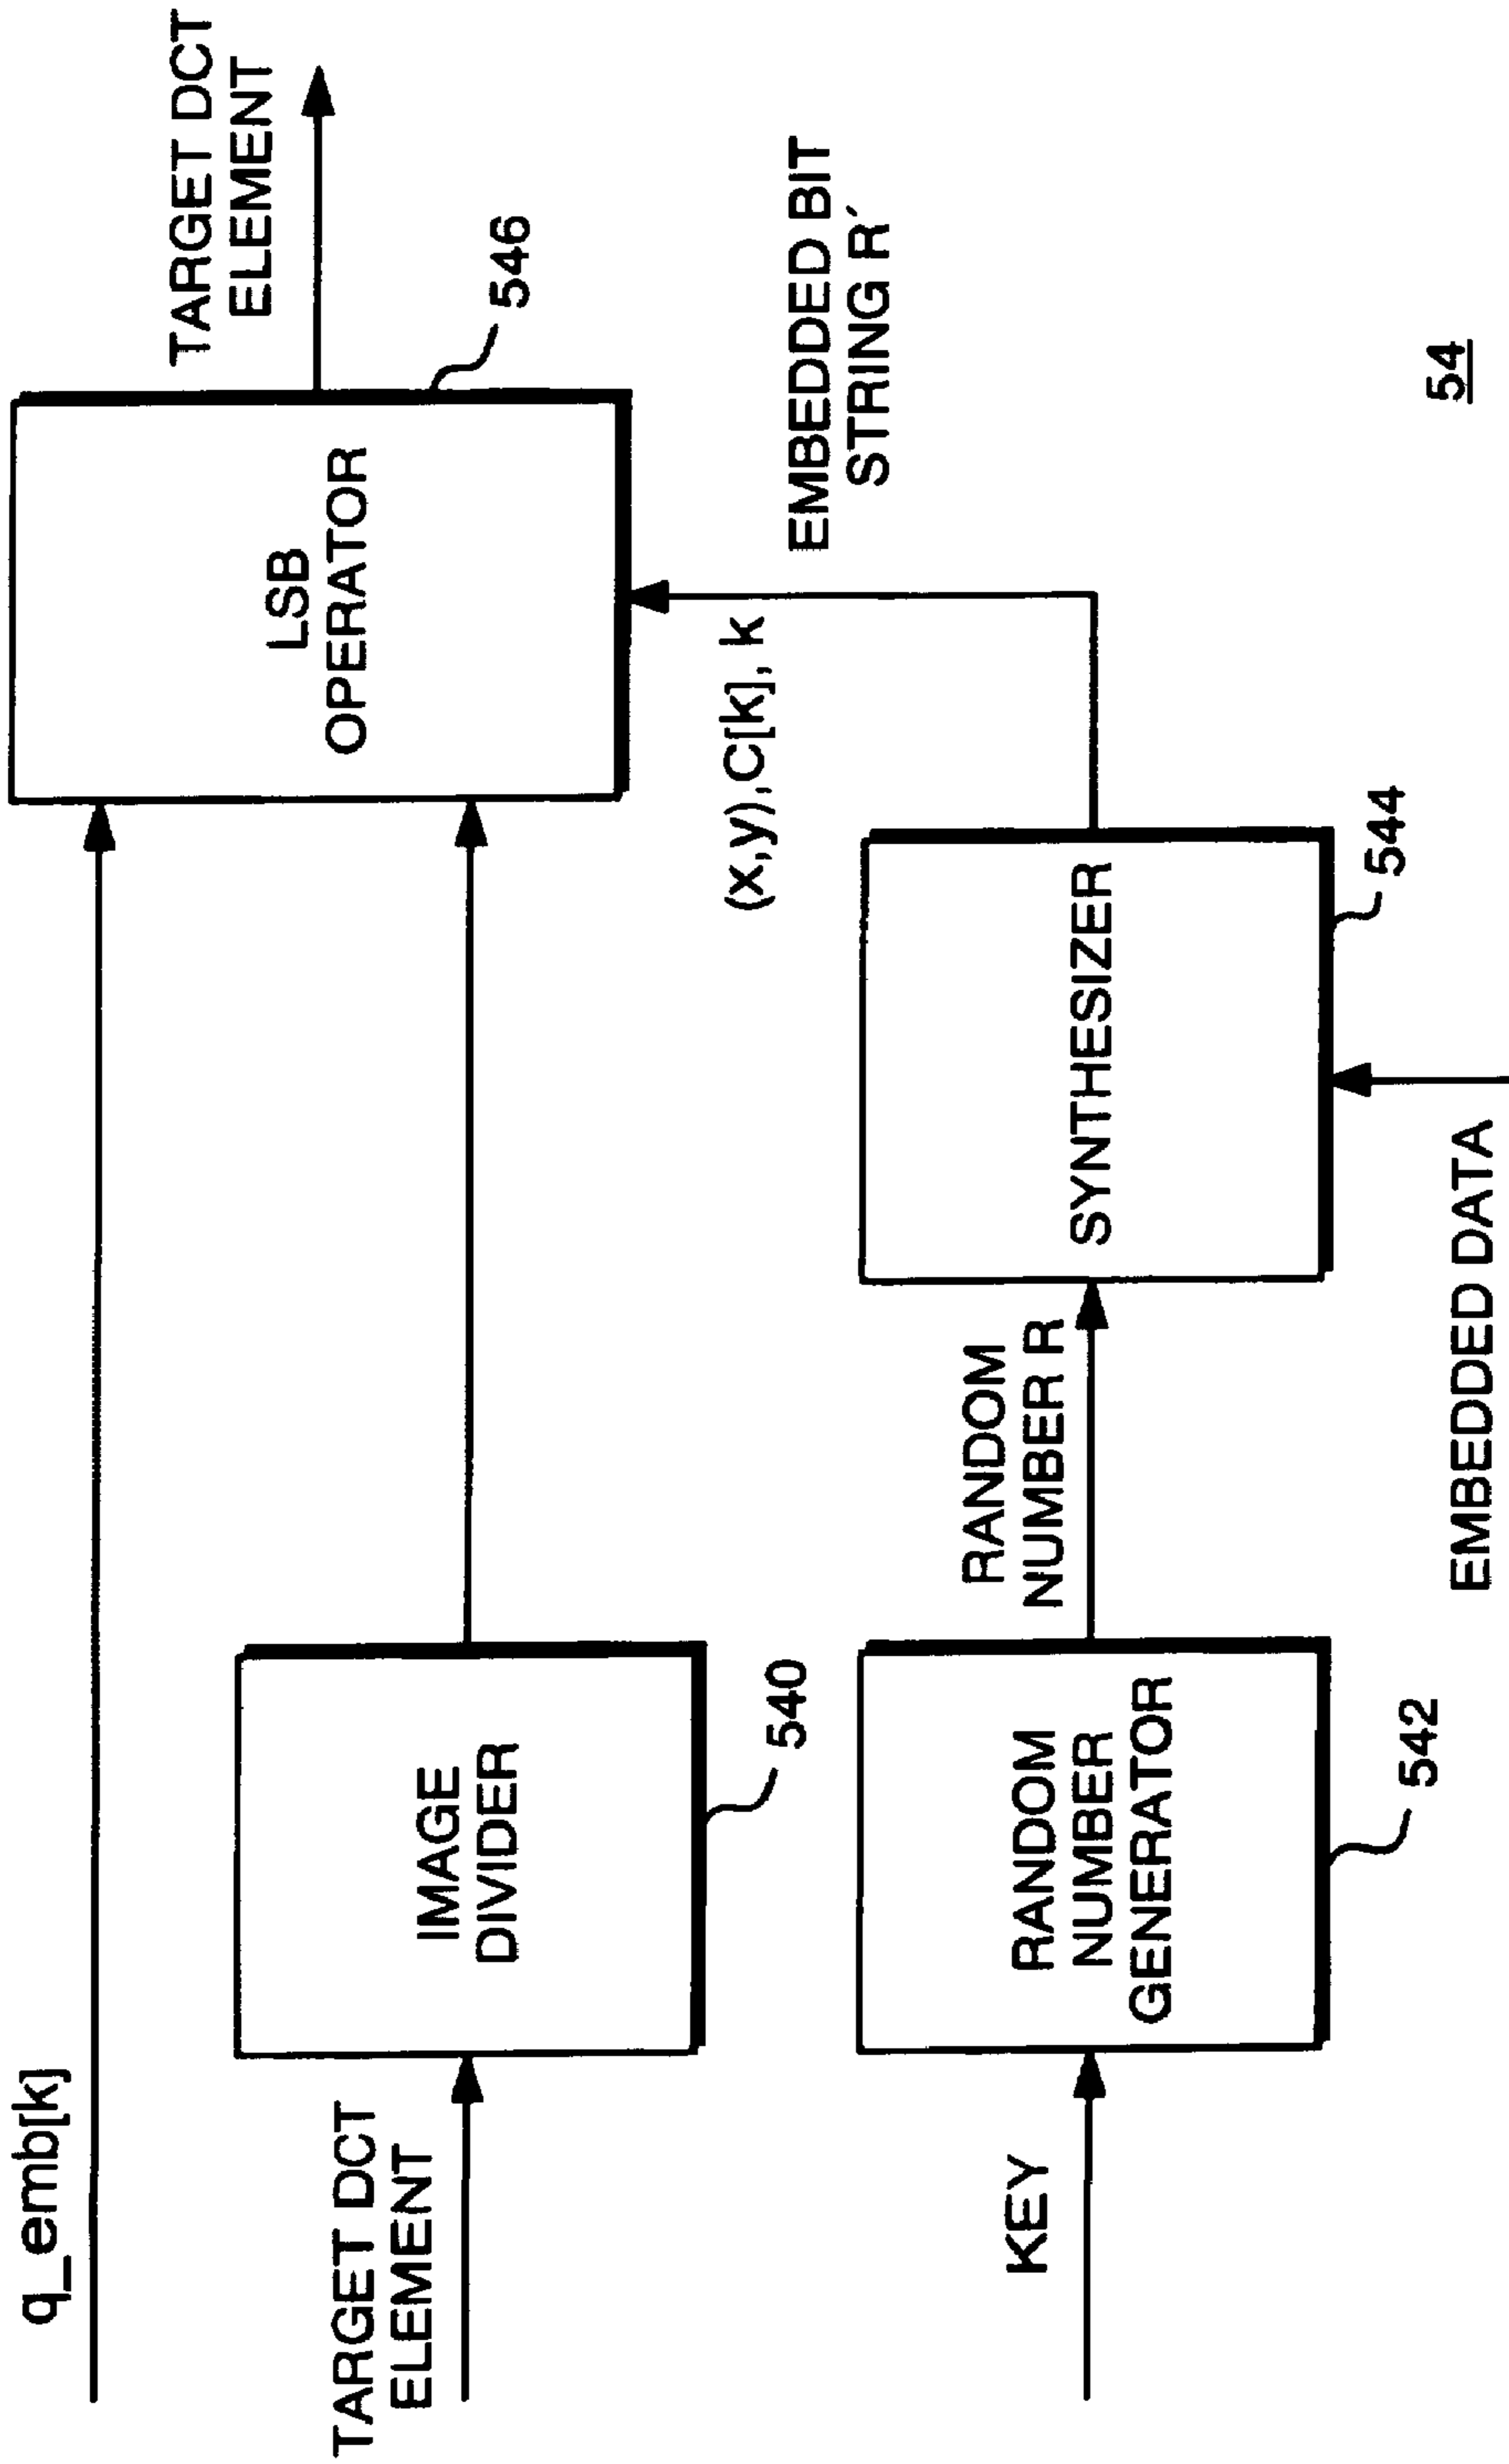 q_emb[k]
TARGET DCT
ELEMENT
IMAGE
DIVIDER
540
LSB
OPERATOR
546
TARGET DCT
ELEMENT
(x,y),C[k], k
EMBEDDED BIT
STRING R´
KEY
RANDOM
NUMBER
GENERATOR
542
RANDOM
NUMBER R
SYNTHESIZER
544
EMBEDDED DATA
54